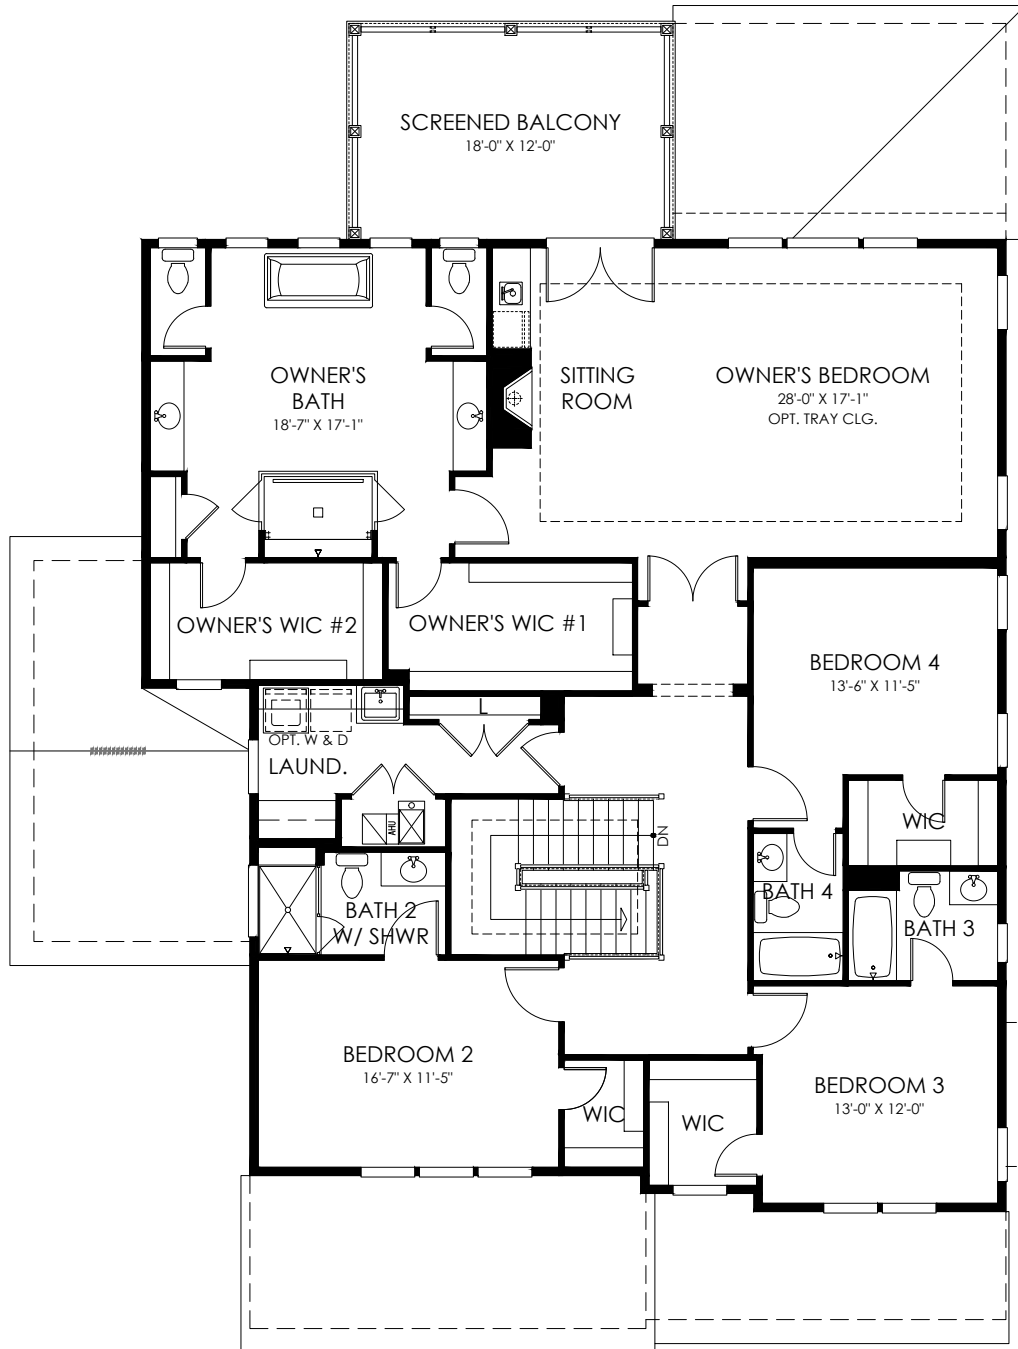 SCREENED BALCONY
18'-0" X 12'-0"
OWNER'S
BATH
18'-7" X 17'-1"
SITTING
ROOM
OWNER'S BEDROOM
28'-0" X 17'-1"
OPT. TRAY CLG.
OWNER'S WIC #2
OWNER'S WIC #1
BEDROOM 4
13'-6" X 11'-5"
L
OPT. W & D
LAUND.
AHU
DN
WIC
BATH 4
BATH 2
W/ SHWR
BATH 3
BEDROOM 2
16'-7" X 11'-5"
WIC
WIC
BEDROOM 3
13'-0" X 12'-0"